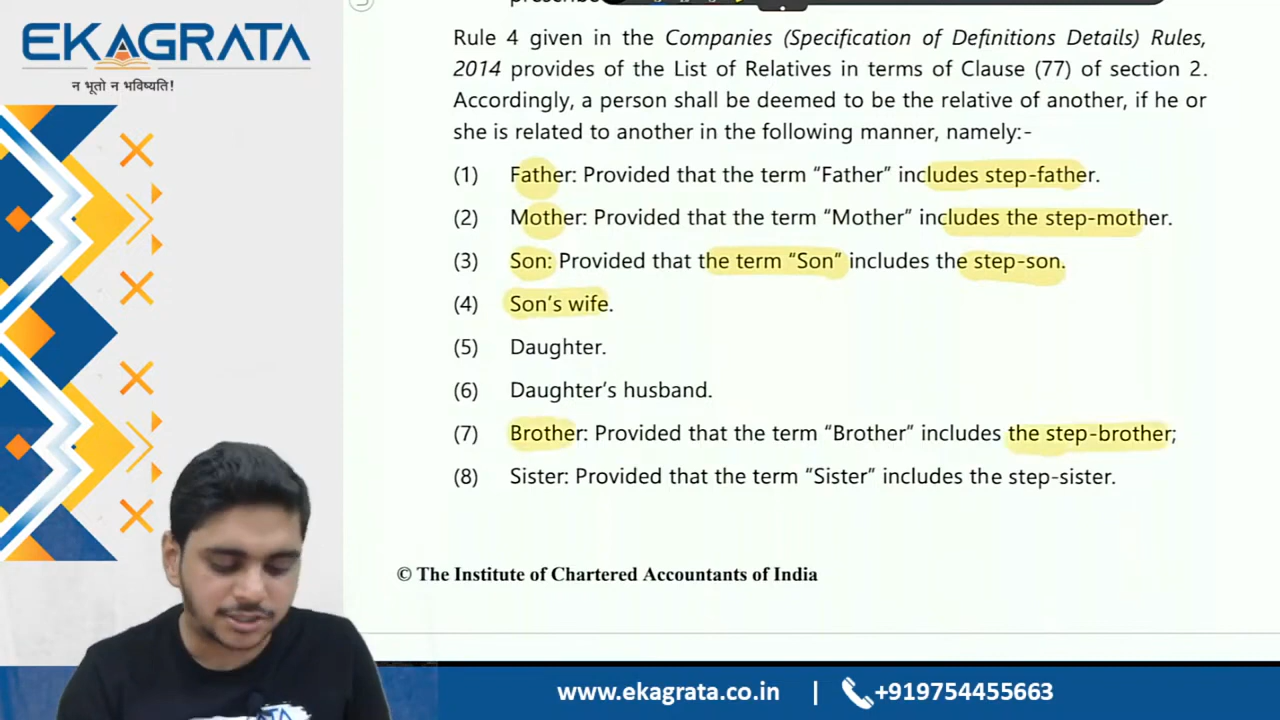 EKAGRATA
न भूतो न भविष्यति!
Rule 4 given in the Companies (Specification of Definitions Details) Rules,
2014 provides of the List of Relatives in terms of Clause (77) of section 2.
Accordingly, a person shall be deemed to be the relative of another, if he or
she is related to another in the following manner, namely:-
(1) Father: Provided that the term “Father” includes step-father.
(2) Mother: Provided that the term “Mother” includes the step-mother.
(3) Son: Provided that the term “Son” includes the step-son.
(4) Son’s wife.
(5) Daughter.
(6) Daughter’s husband.
(7) Brother: Provided that the term “Brother” includes the step-brother;
(8) Sister: Provided that the term “Sister” includes the step-sister.
© The Institute of Chartered Accountants of India
www.ekagrata.co.in | +919754455663